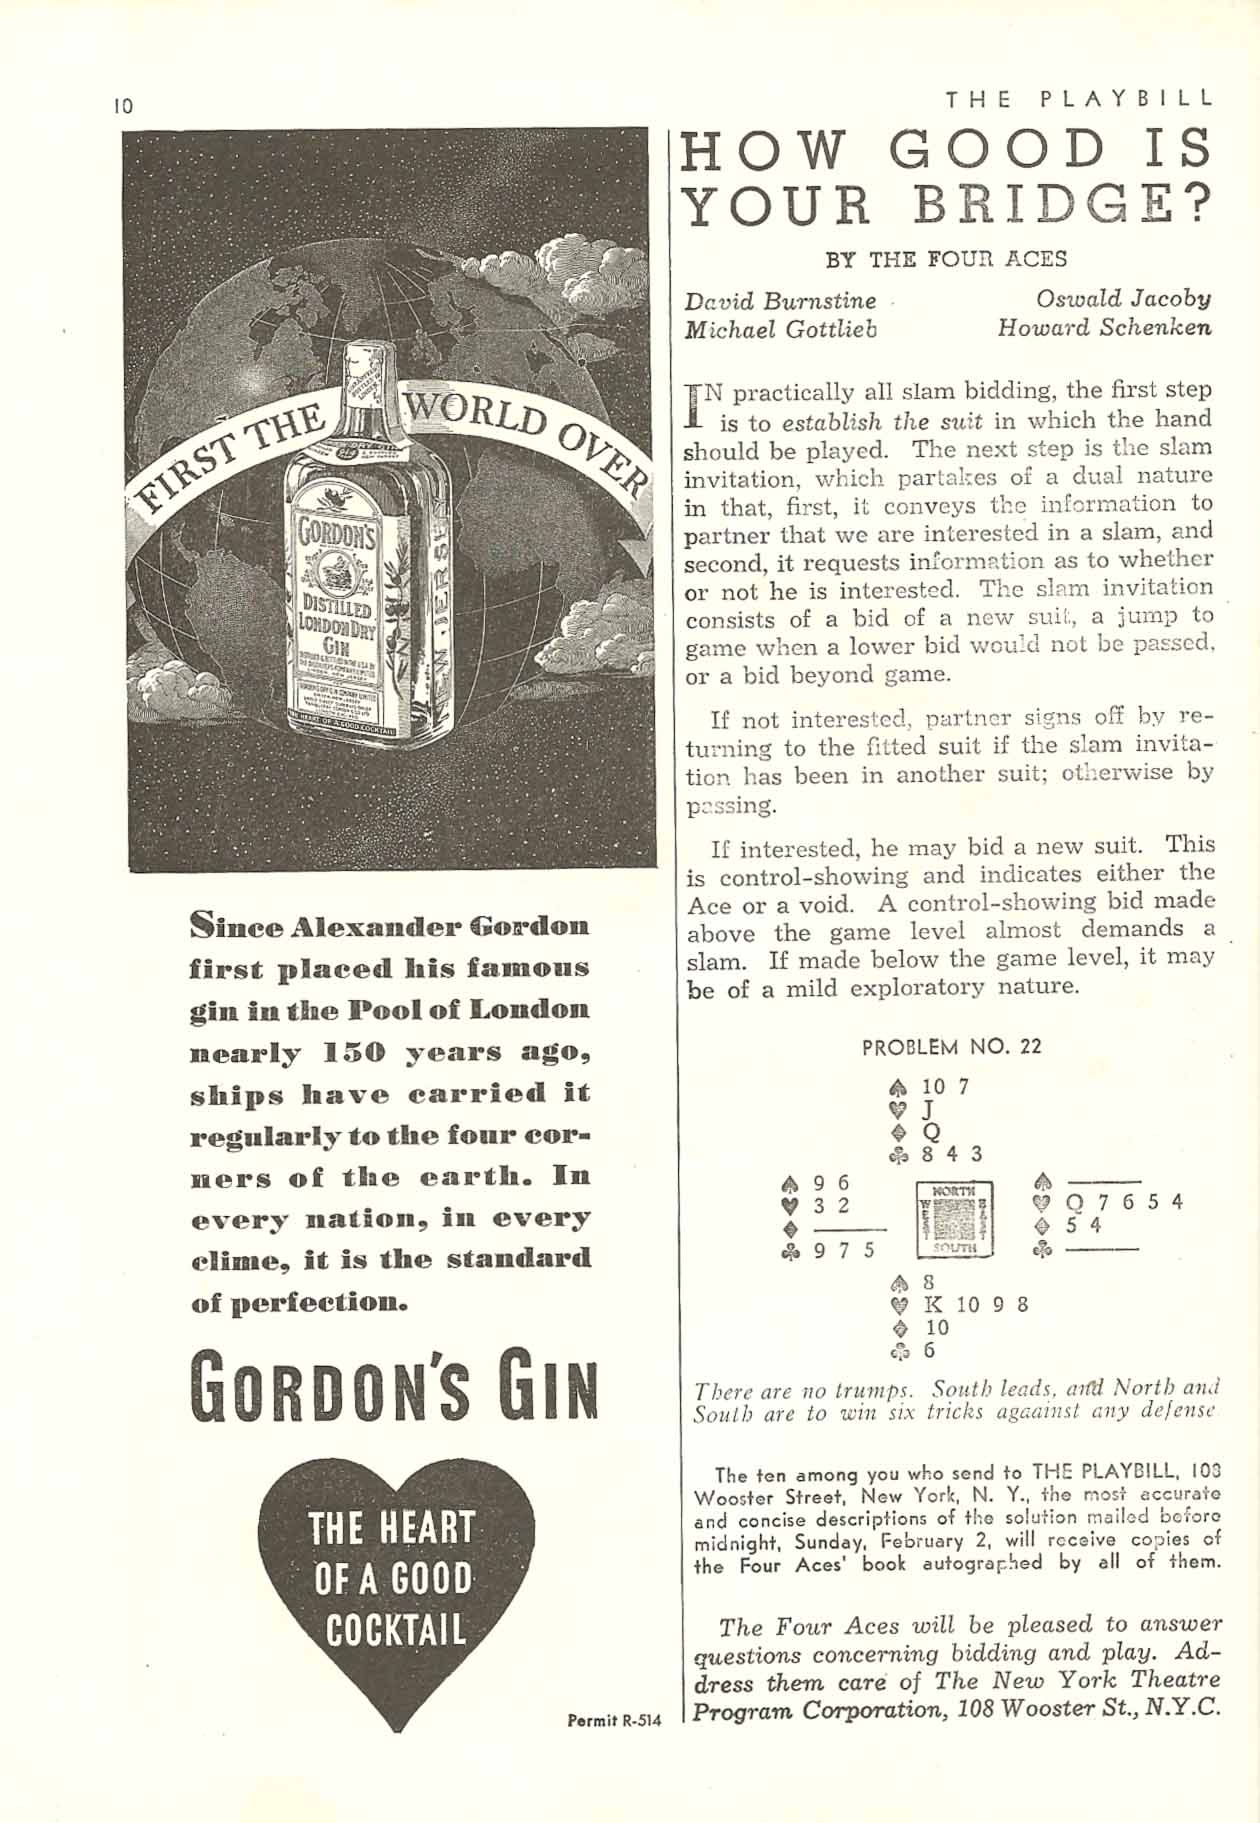 10
THE PLAYBILL
FIRST THE WORLD OVER
GORDON'S
DISTILLED
LONDON DRY
GIN
THE HEART OF A GOOD COCKTAIL
NEW JERSEY
Since Alexander Gordon
first placed his famous
gin in the Pool of London
nearly 150 years ago,
ships have carried it
regularly to the four cor-
ners of the earth. In
every nation, in every
clime, it is the standard
of perfection.
GORDON'S GIN
THE HEART
OF A GOOD
COCKTAIL
Permit R-514
HOW GOOD IS
YOUR BRIDGE?
BY THE FOUR ACES
David Burnstine Oswald Jacoby
Michael Gottlieb Howard Schenken
IN practically all slam bidding, the first step
is to establish the suit in which the hand
should be played. The next step is the slam
invitation, which partakes of a dual nature
in that, first, it conveys the information to
partner that we are interested in a slam, and
second, it requests information as to whether
or not he is interested. The slam invitation
consists of a bid of a new suit, a jump to
game when a lower bid would not be passed,
or a bid beyond game.
If not interested, partner signs off by re-
turning to the fitted suit if the slam invita-
tion has been in another suit; otherwise by
passing.
If interested, he may bid a new suit. This
is control-showing and indicates either the
Ace or a void. A control-showing bid made
above the game level almost demands a
slam. If made below the game level, it may
be of a mild exploratory nature.
PROBLEM NO. 22
♠ 10 7
♥ J
♦ Q
♣ 8 4 3
♠ 9 6
♥ 3 2
♦ ———
♣ 9 7 5
NORTH
WEST EAST
SOUTH
♠ ———
♥ Q 7 6 5 4
♦ 5 4
♣ ———
♠ 8
♥ K 10 9 8
♦ 10
♣ 6
There are no trumps. South leads, and North and
South are to win six tricks agaainst any defense
The ten among you who send to THE PLAYBILL, 108
Wooster Street, New York, N. Y., the most accurate
and concise descriptions of the solution mailed before
midnight, Sunday, February 2, will receive copies of
the Four Aces' book autographed by all of them.
The Four Aces will be pleased to answer
questions concerning bidding and play. Ad-
dress them care of The New York Theatre
Program Corporation, 108 Wooster St., N.Y.C.